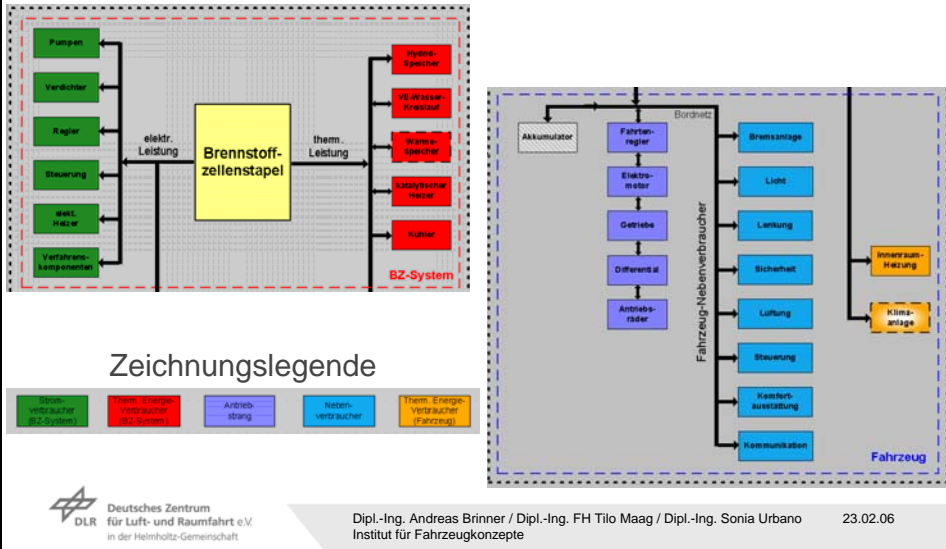 Pumpen
Verdichter
Regler
Steuerung
elekt.
Heizer
Verfahrens-
komponenten
elektr.
Leistung
Brennstoff-
zellenstapel
therm.
Leistung
Hydrid-
Speicher
VE-Wasser-
Kreislauf
Wärme-
speicher
katalytischer
Heizer
Kühler
BZ-System
Bordnetz
Akkumulator
Fahrten-
regler
Elektro-
motor
Getriebe
Differential
Antriebs-
räder
Fahrzeug-Nebenverbraucher
Bremsanlage
Licht
Lenkung
Sicherheit
Lüftung
Steuerung
Komfort-
ausstattung
Kommunikation
Innenraum-
Heizung
Klima-
anlage
Fahrzeug
Zeichnungslegende
Strom-
verbraucher
(BZ-System)
Therm. Energie-
Verbraucher
(BZ-System)
Antrieb-
strang
Neben-
verbraucher
Therm. Energie-
Verbraucher
(Fahrzeug)
DLR
Deutsches Zentrum
für Luft- und Raumfahrt e.V.
in der Helmholtz-Gemeinschaft
Dipl.-Ing. Andreas Brinner / Dipl.-Ing. FH Tilo Maag / Dipl.-Ing. Sonia Urbano
Institut für Fahrzeugkonzepte
23.02.06